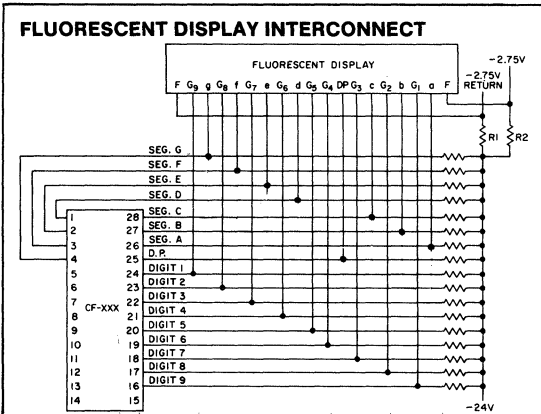 FLUORESCENT DISPLAY INTERCONNECT
FLUORESCENT DISPLAY
F G9 g G8 f G7 e G6 d G5 G4 DP G3 c G2 b G1 a F
-2.75V
-2.75V
RETURN
R1 R2
SEG. G
SEG. F
SEG. E
SEG. D
1 28 SEG. C
2 27 SEG. B
3 26 SEG. A
4 25 D.P.
5 24 DIGIT 1
6 23 DIGIT 2
7 22 DIGIT 3
CF-XXX
8 21 DIGIT 4
9 20 DIGIT 5
10 19 DIGIT 6
11 18 DIGIT 7
12 17 DIGIT 8
13 16 DIGIT 9
14 15
-24V